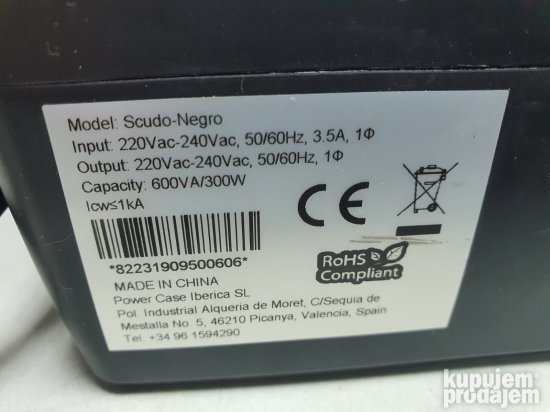 Model: Scudo-Negro
Input: 220Vac-240Vac, 50/60Hz, 3.5A, 1Φ
Output: 220Vac-240Vac, 50/60Hz, 1Φ
Capacity: 600VA/300W
Icw≤1kA
*82231909500606*
MADE IN CHINA
Power Case Iberica SL
Pol. Industrial Alqueria de Moret, C/Sequia de
Mestalla No. 5, 46210 Picanya, Valencia, Spain
Tel. +34 96 1594290
CE
RoHS
Compliant
kupujem
prodajem